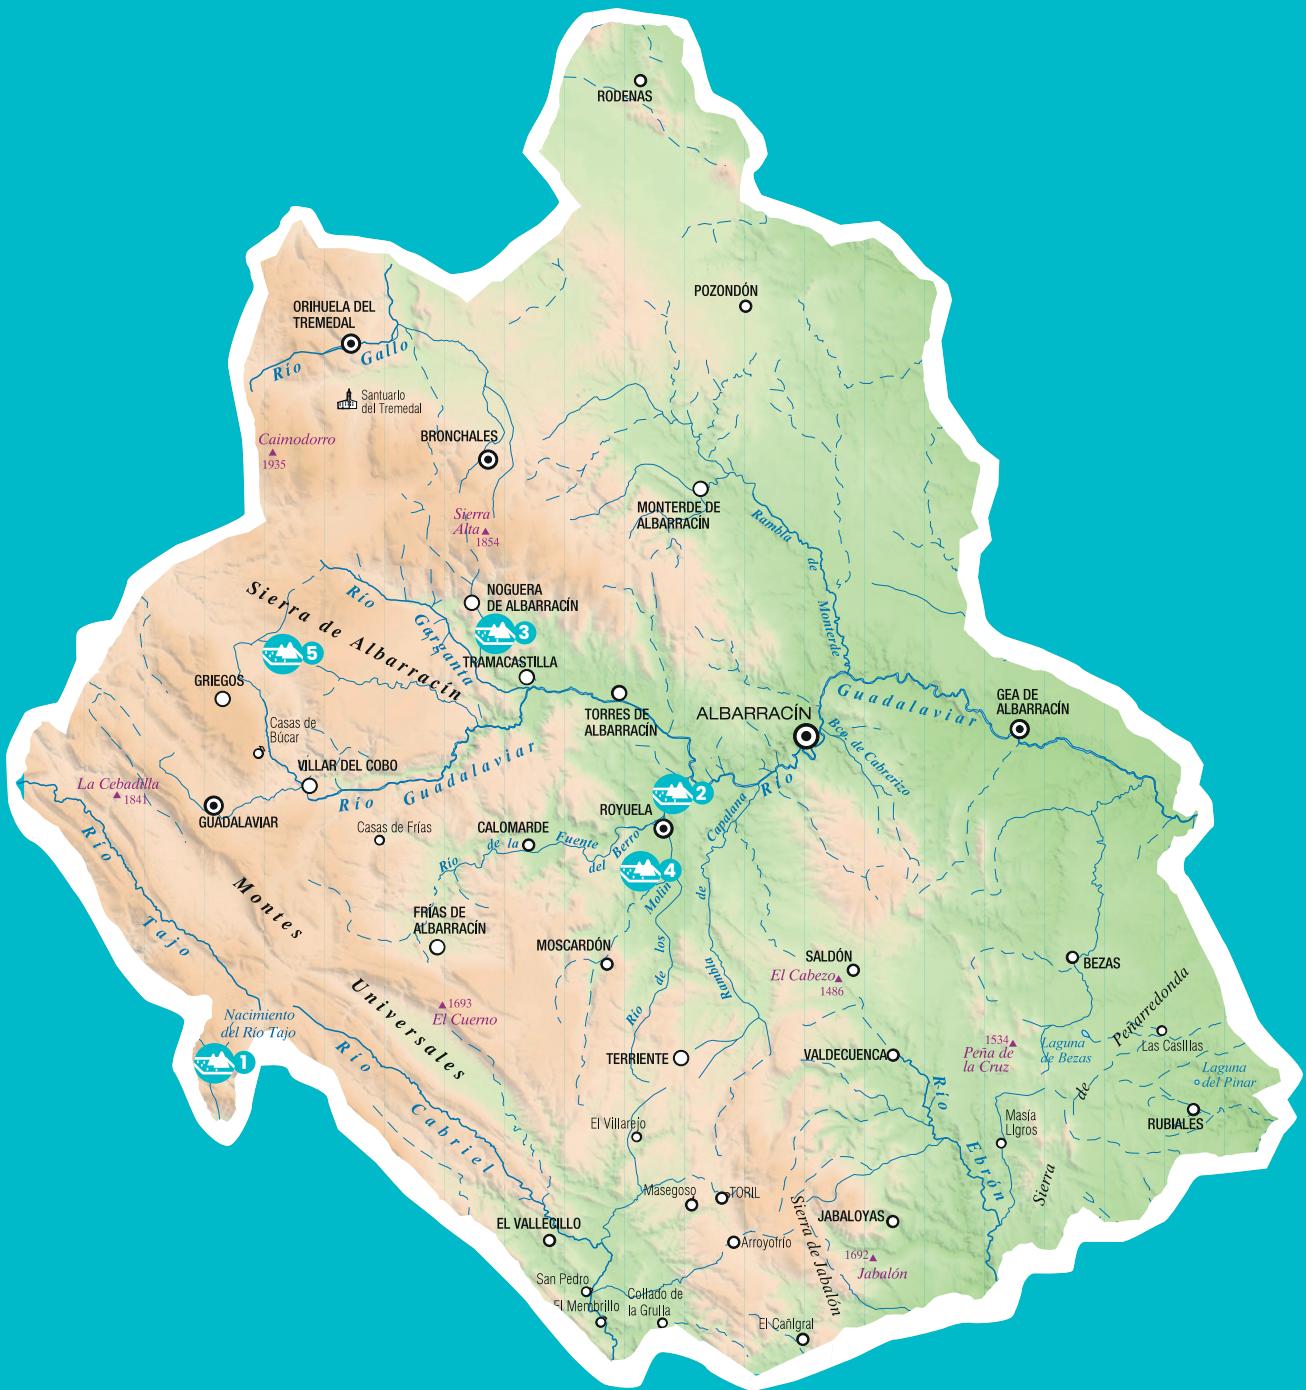 RODENAS
POZONDÓN
ORIHUELA DEL
TREMEDAL
Río Gallo
Santuario
del Tremedal
Caimodorro
1935
BRONCHALES
MONTERDE DE
ALBARRACÍN
Rambla de Monterde
Sierra
Alta
1854
NOGUERA
DE ALBARRACÍN
Río Garganta
Sierra de Albarracín
3
5
TRAMACASTILLA
GRIEGOS
TORRES DE
ALBARRACÍN
ALBARRACÍN
Guadalaviar
GEA DE
ALBARRACÍN
Bco. de Cabrerizo
Casas de
Búcar
VILLAR DEL COBO
Río Guadalaviar
Río
La Cebadilla
1841
2
GUADALAVIAR
ROYUELA
Casas de Frías
CALOMARDE
Río de la Fuente del Berro
Rambla de Capalana
4
Río Tajo
Montes Universales
Río de los Molin
FRÍAS DE
ALBARRACÍN
MOSCARDÓN
SALDÓN
El Cabezo
1486
BEZAS
1693
El Cuerno
Nacimiento
del Río Tajo
1
Río Cabriel
TERRIENTE
VALDECUENCA
1534
Peña de
la Cruz
Laguna
de Bezas
Sierra de Peñarredonda
Las Casillas
Laguna
del Pinar
Río Ebrón
Masía
Ligros
RUBIALES
El Villarejo
Masegoso
TORIL
Sierra de Jabalón
JABALOYAS
EL VALLECILLO
Arroyofrío
1692
Jabalón
San Pedro
El Membrillo
Collado de
la Grulla
El Cañigral